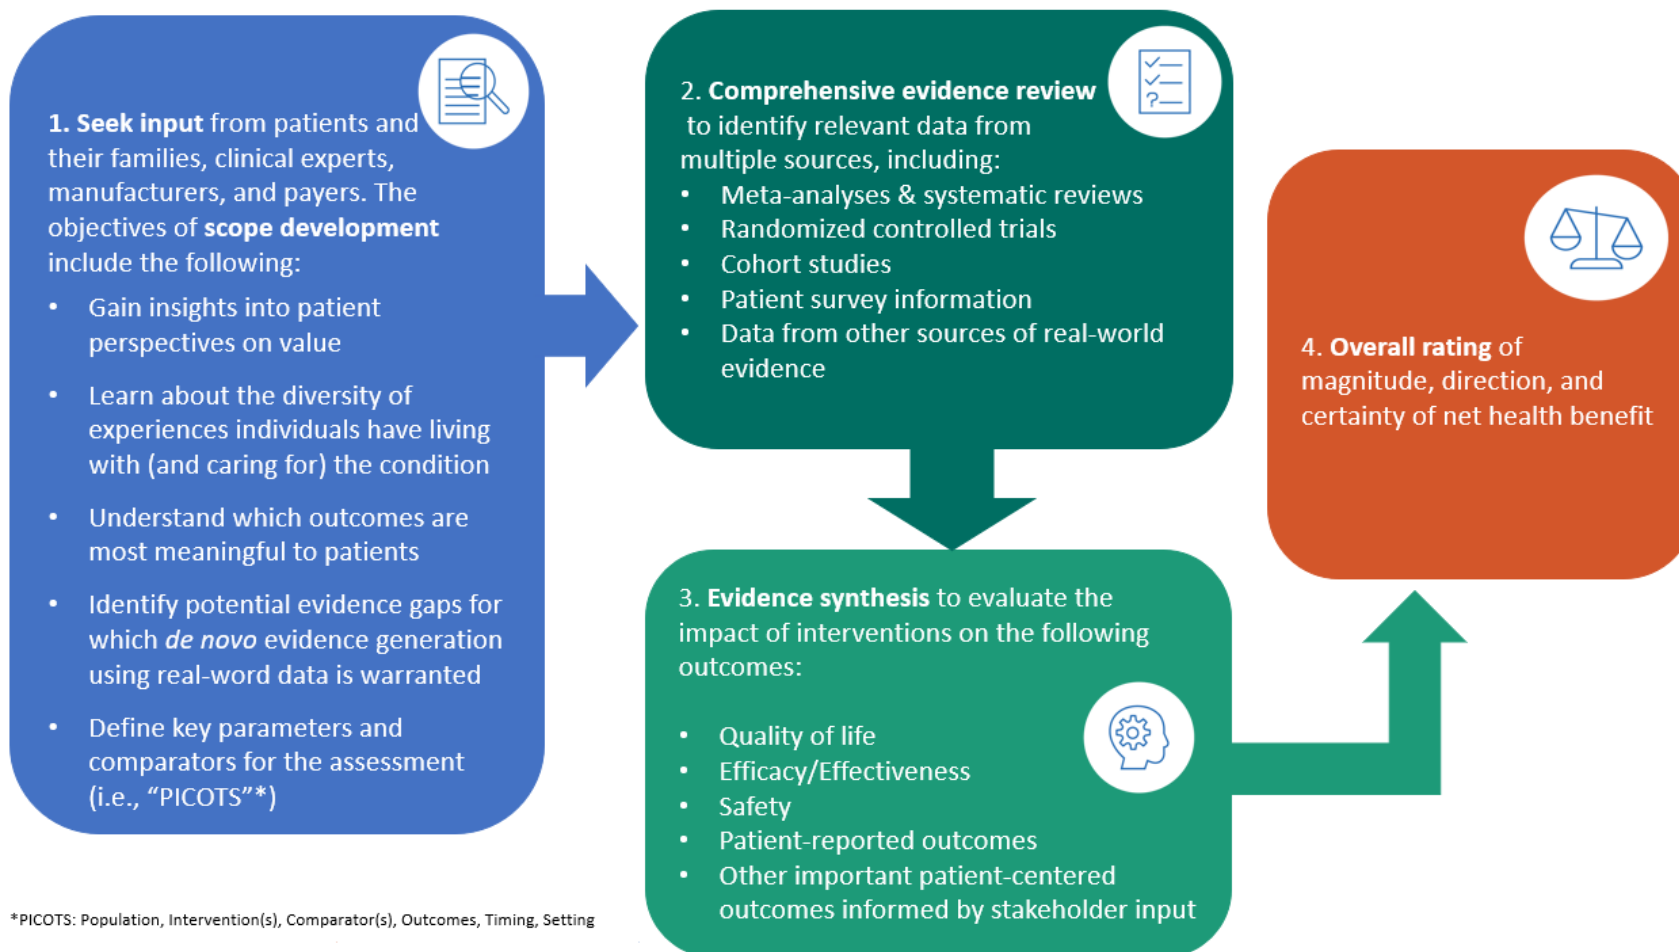 1. Seek input from patients and
their families, clinical experts,
manufacturers, and payers. The
objectives of scope development
include the following:
• Gain insights into patient
perspectives on value
• Learn about the diversity of
experiences individuals have living
with (and caring for) the condition
• Understand which outcomes are
most meaningful to patients
• Identify potential evidence gaps for
which de novo evidence generation
using real-word data is warranted
• Define key parameters and
comparators for the assessment
(i.e., “PICOTS”*)
2. Comprehensive evidence review
to identify relevant data from
multiple sources, including:
• Meta-analyses & systematic reviews
• Randomized controlled trials
• Cohort studies
• Patient survey information
• Data from other sources of real-world
evidence
?
3. Evidence synthesis to evaluate the
impact of interventions on the following
outcomes:
• Quality of life
• Efficacy/Effectiveness
• Safety
• Patient-reported outcomes
• Other important patient-centered
outcomes informed by stakeholder input
4. Overall rating of
magnitude, direction, and
certainty of net health benefit
*PICOTS: Population, Intervention(s), Comparator(s), Outcomes, Timing, Setting